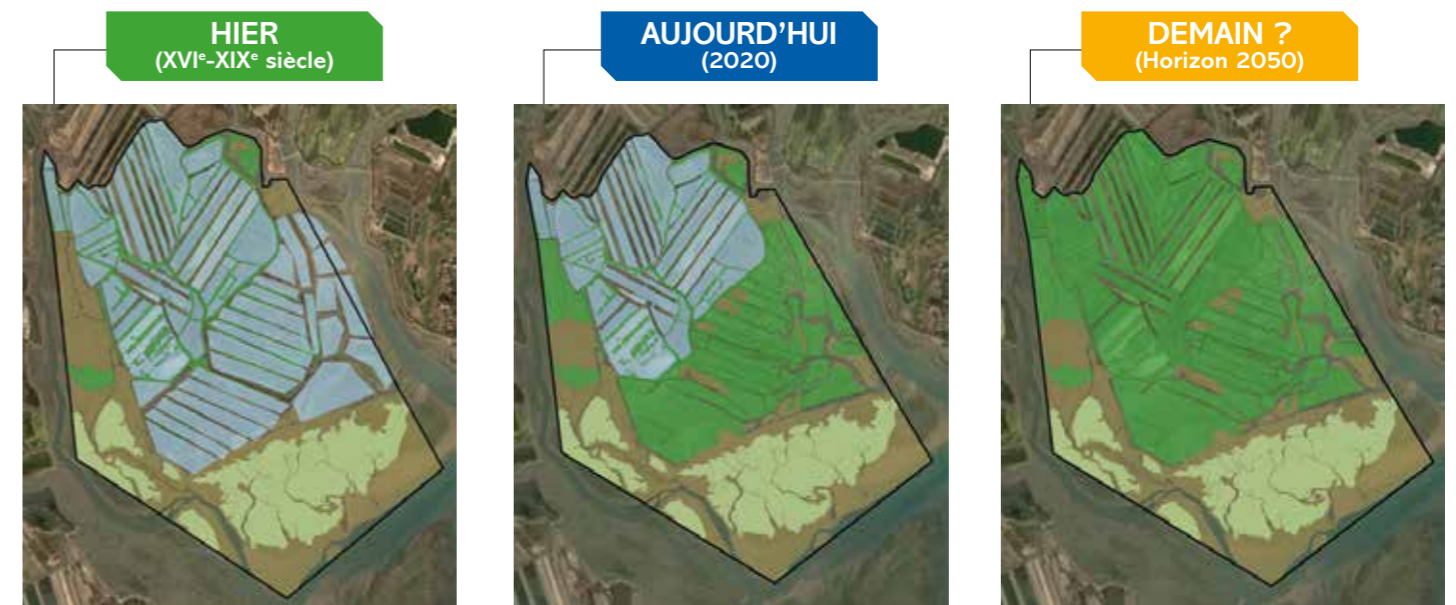 HIER
(XVIᵉ-XIXᵉ siècle)
AUJOURD'HUI
(2020)
DEMAIN ?
(Horizon 2050)